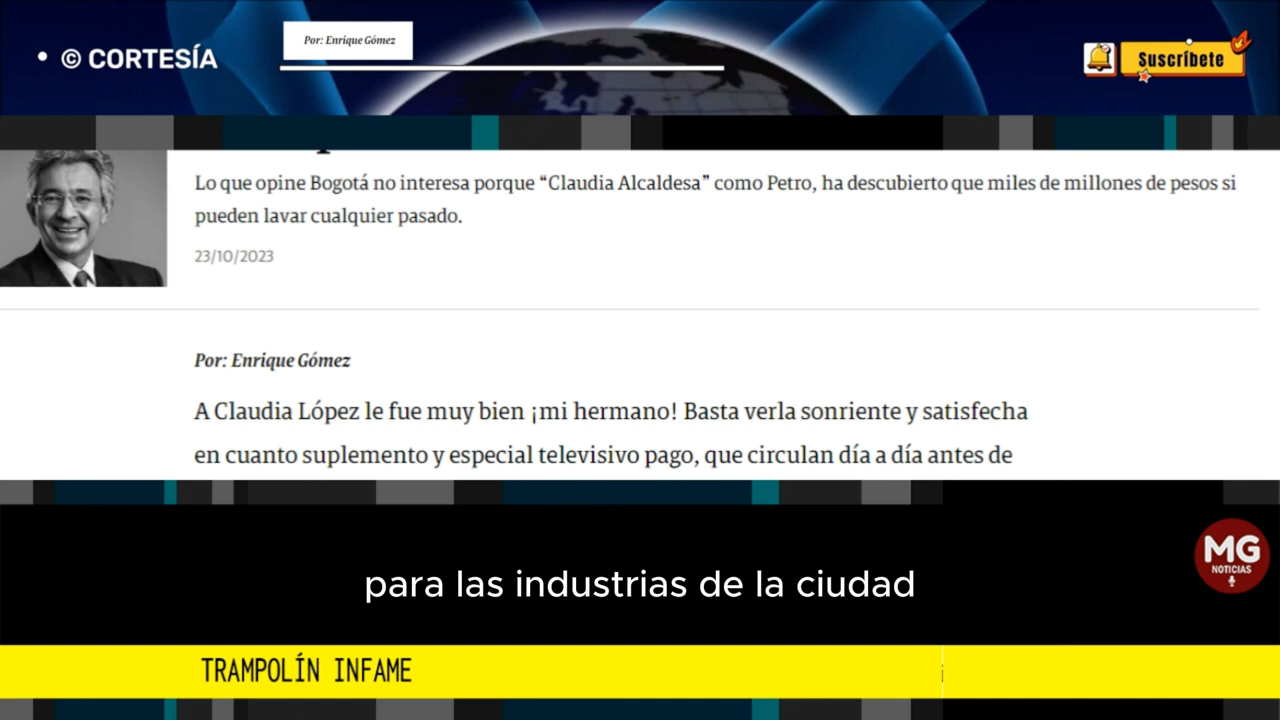 • © CORTESÍA
Por: Enrique Gómez
Suscríbete
Lo que opine Bogotá no interesa porque “Claudia Alcaldesa” como Petro, ha descubierto que miles de millones de pesos si
pueden lavar cualquier pasado.
23/10/2023
Por: Enrique Gómez
A Claudia López le fue muy bien ¡mi hermano! Basta verla sonriente y satisfecha
en cuanto suplemento y especial televisivo pago, que circulan día a día antes de
MG
NOTICIAS
para las industrias de la ciudad
TRAMPOLÍN INFAME